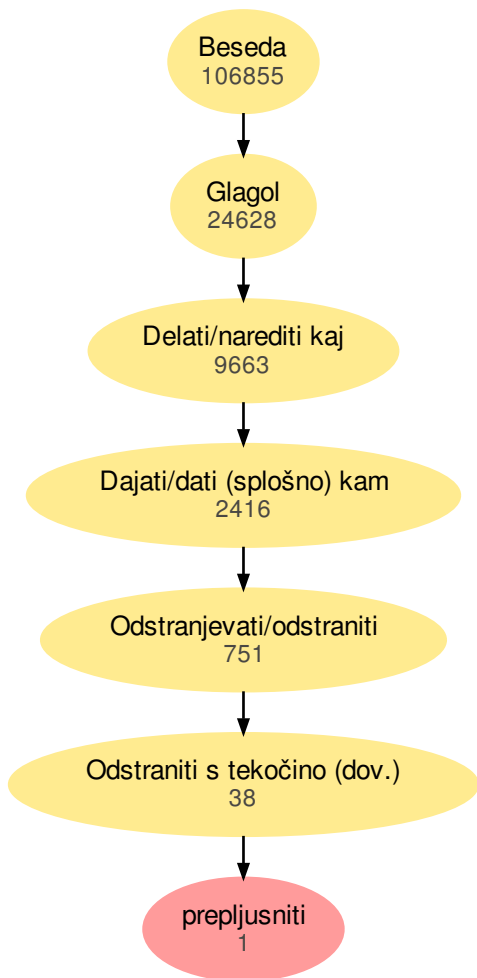 Beseda
106855
Glagol
24628
Delati/narediti kaj
9663
Dajati/dati (splošno) kam
2416
Odstranjevati/odstraniti
751
Odstraniti s tekočino (dov.)
38
prepljusniti
1